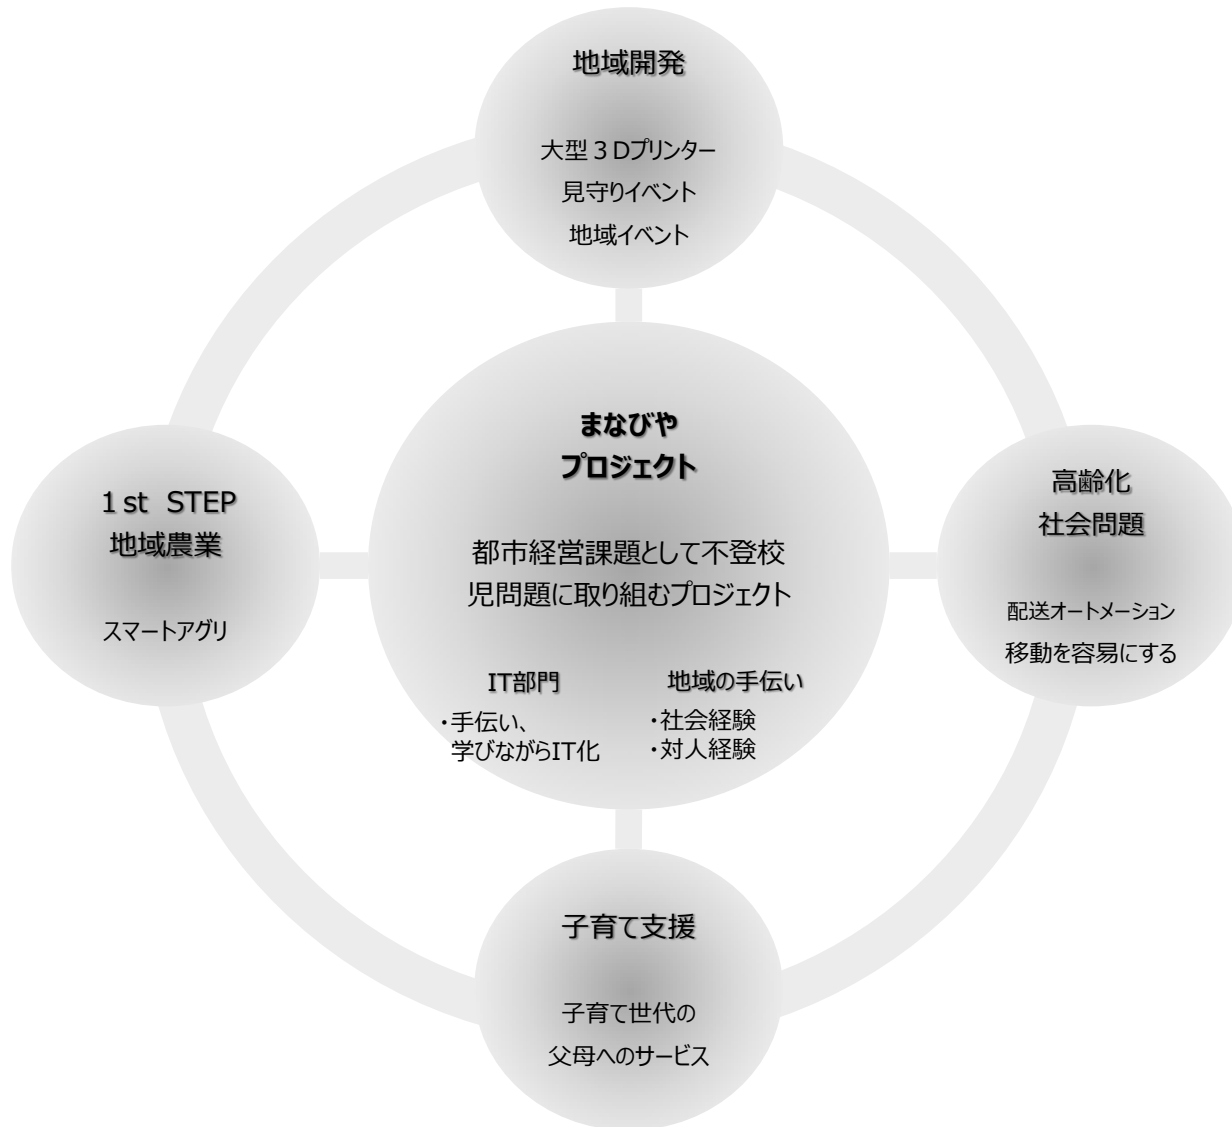 地域開発
大型３Dプリンター
見守りイベント
地域イベント
まなびや
プロジェクト
都市経営課題として不登校
児問題に取り組むプロジェクト
IT部門
・手伝い、
学びながらIT化
地域の手伝い
・社会経験
・対人経験
１st STEP
地域農業
スマートアグリ
高齢化
社会問題
配送オートメーション
移動を容易にする
子育て支援
子育て世代の
父母へのサービス